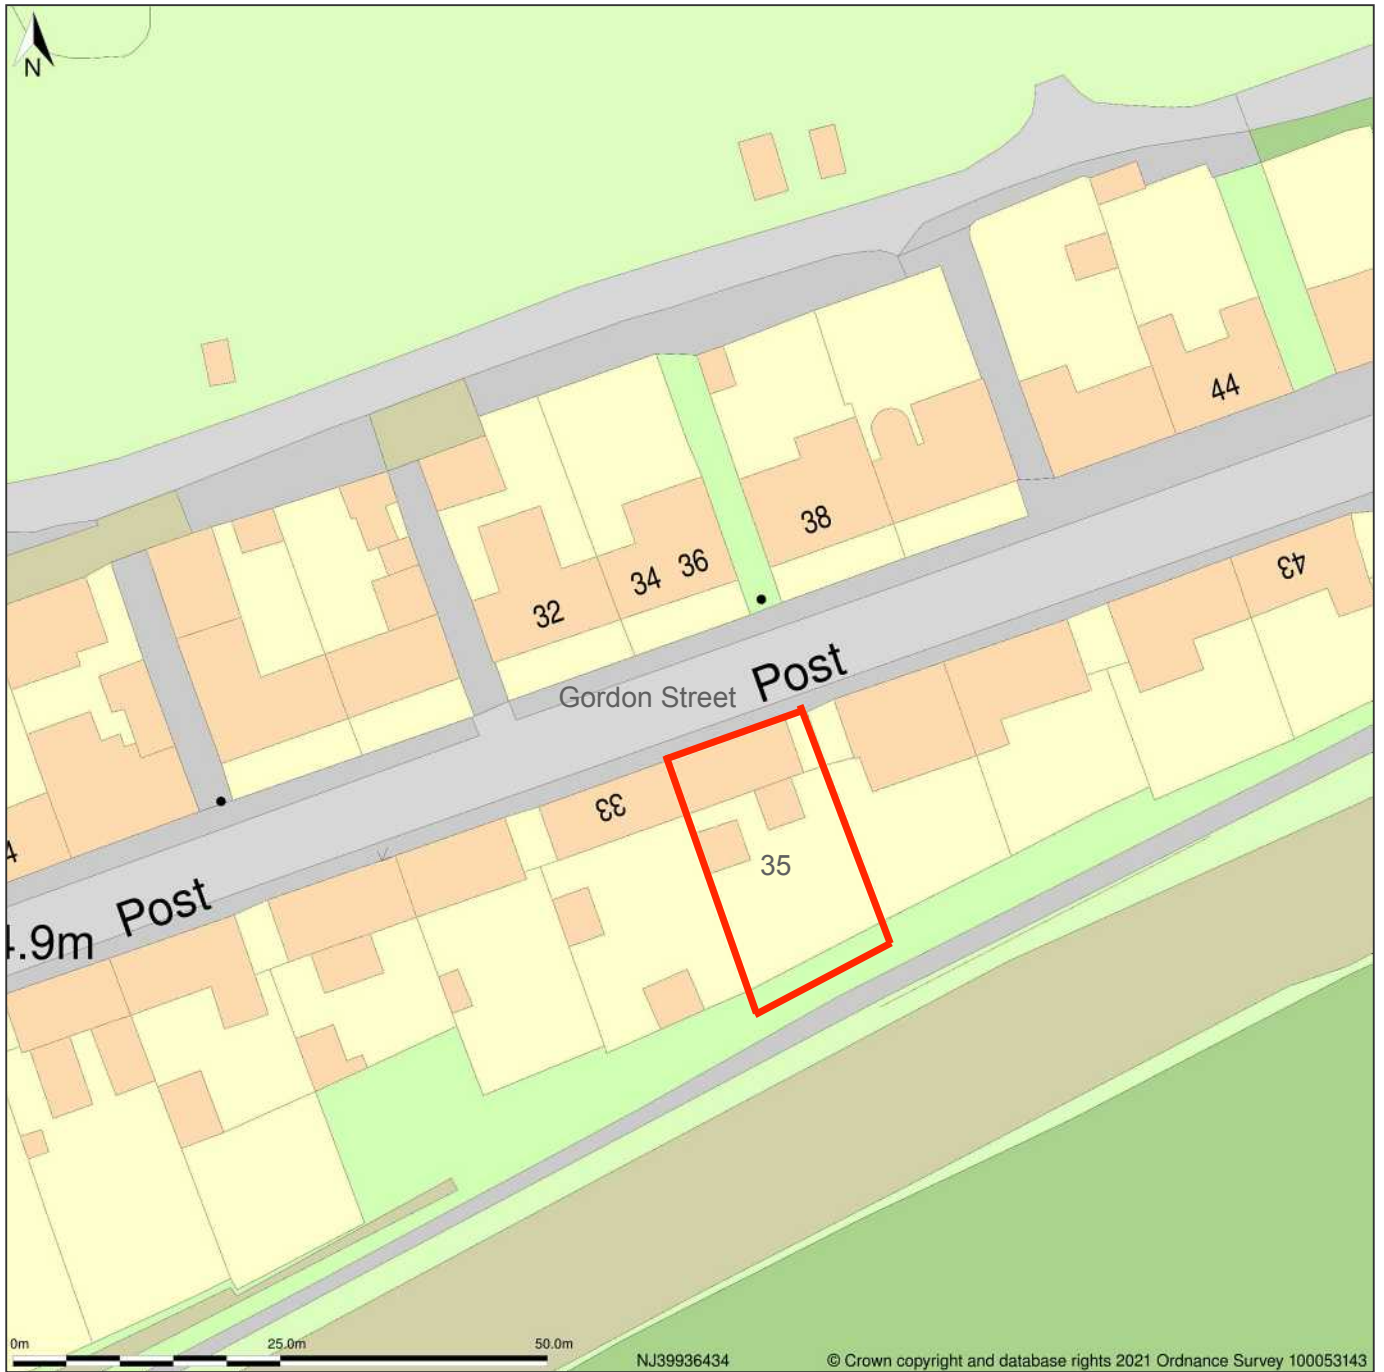 N
44
38
34 36
32
43
Post
Gordon Street
33
35
Post
4.9m
0m
25.0m
50.0m
NJ39936434
© Crown copyright and database rights 2021 Ordnance Survey 100053143